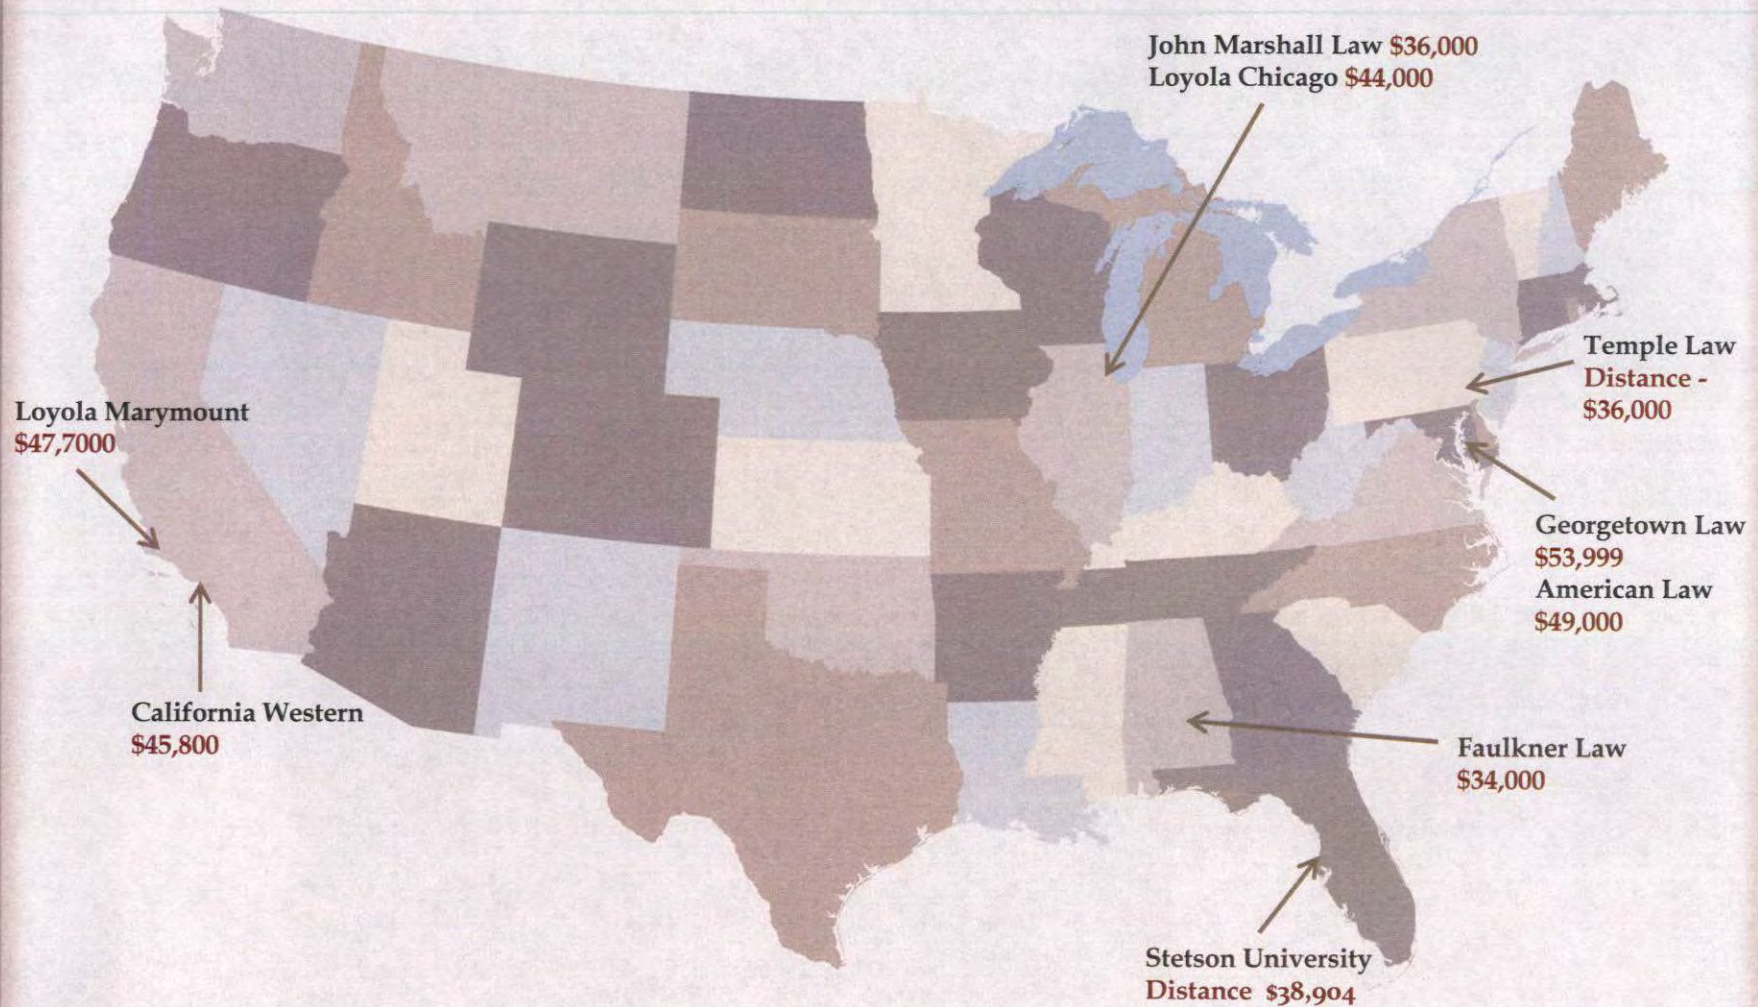 John Marshall Law $36,000
Loyola Chicago $44,000
Temple Law
Distance -
$36,000
Loyola Marymount
$47,7000
Georgetown Law
$53,999
American Law
$49,000
California Western
$45,800
Faulkner Law
$34,000
Stetson University
Distance $38,904